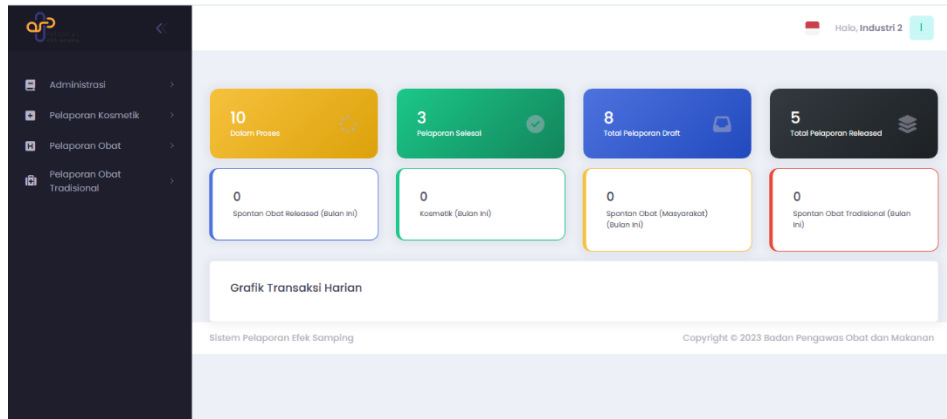 Halo, Industri 2 I
Administrasi
Pelaporan Kosmetik
Pelaporan Obat
Pelaporan Obat
Tradisional
10
Dalam Proses
3
Pelaporan Selesai
8
Total Pelaporan Draft
5
Total Pelaporan Released
0
Spontan Obat Released (Bulan Ini)
0
Kosmetik (Bulan Ini)
0
Spontan Obat (Masyarakat)
(Bulan Ini)
0
Spontan Obat Tradisional (Bulan
Ini)
Grafik Transaksi Harian
Sistem Pelaporan Efek Samping
Copyright © 2023 Badan Pengawas Obat dan Makanan